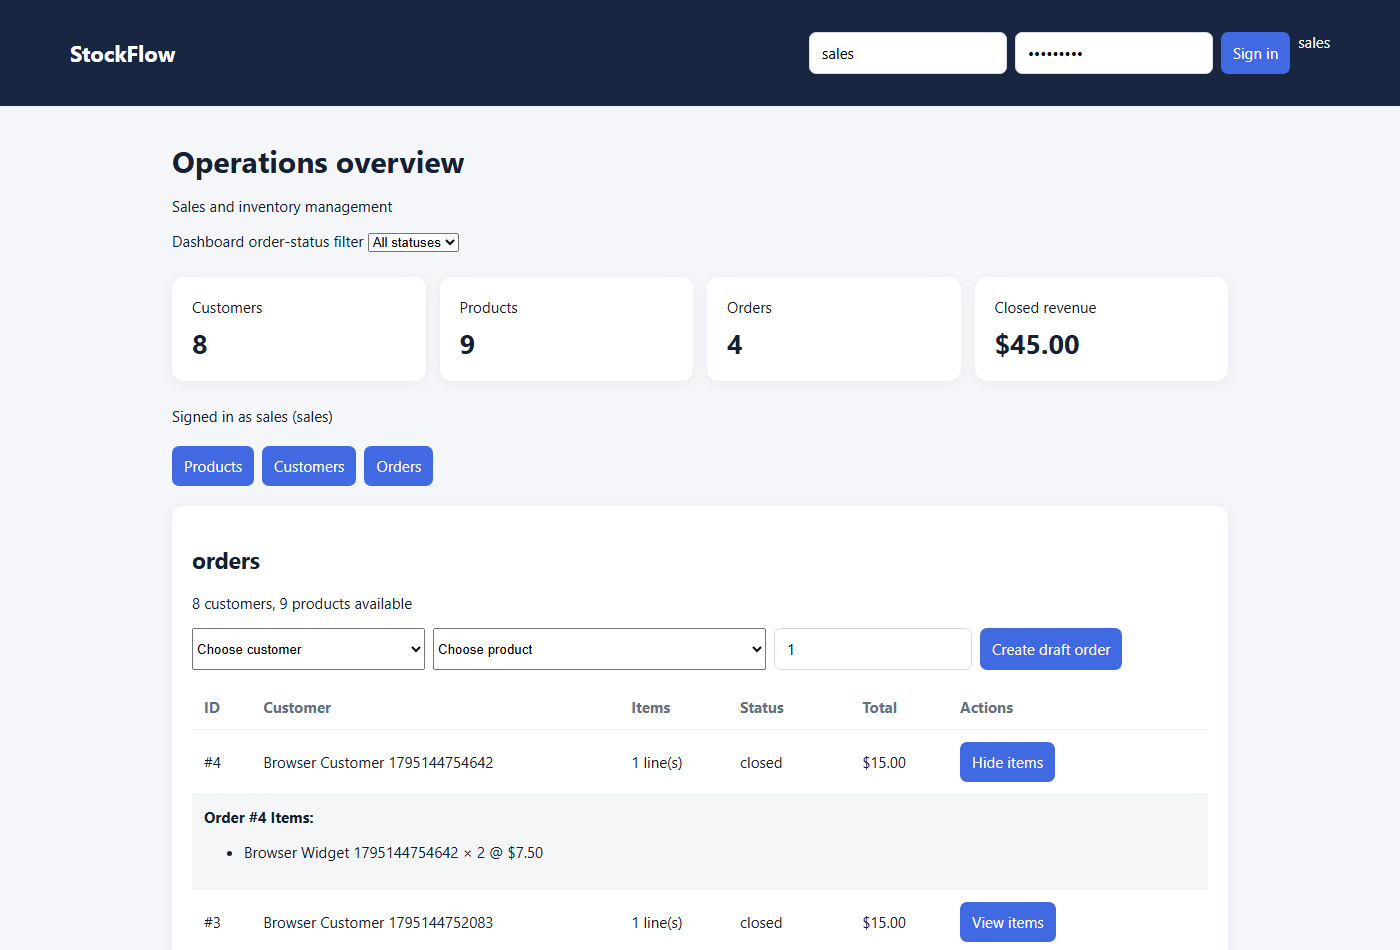 StockFlow
sales
•••••••••
Sign in
sales
Operations overview
Sales and inventory management
Dashboard order-status filter All statuses
Customers
8
Products
9
Orders
4
Closed revenue
$45.00
Signed in as sales (sales)
Products Customers Orders
orders
8 customers, 9 products available
Choose customer Choose product 1 Create draft order
ID Customer Items Status Total Actions
#4 Browser Customer 1795144754642 1 line(s) closed $15.00 Hide items
Order #4 Items:
• Browser Widget 1795144754642 × 2 @ $7.50
#3 Browser Customer 1795144752083 1 line(s) closed $15.00 View items